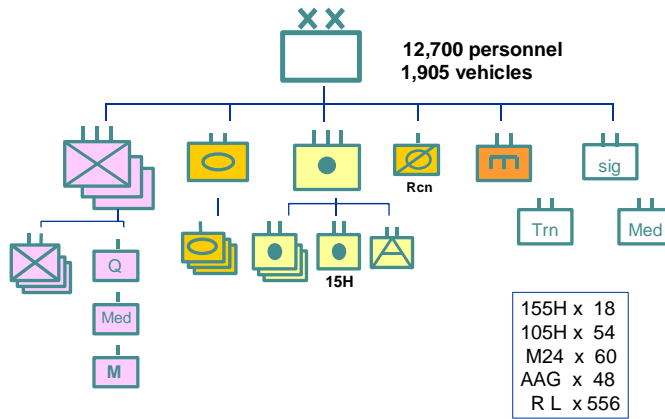 12,700 personnel
1,905 vehicles
sig
Rcn
Trn
Med
Q
15H
Med
M
155H x 18
105H x 54
M24 x 60
AAG x 48
R L x 556